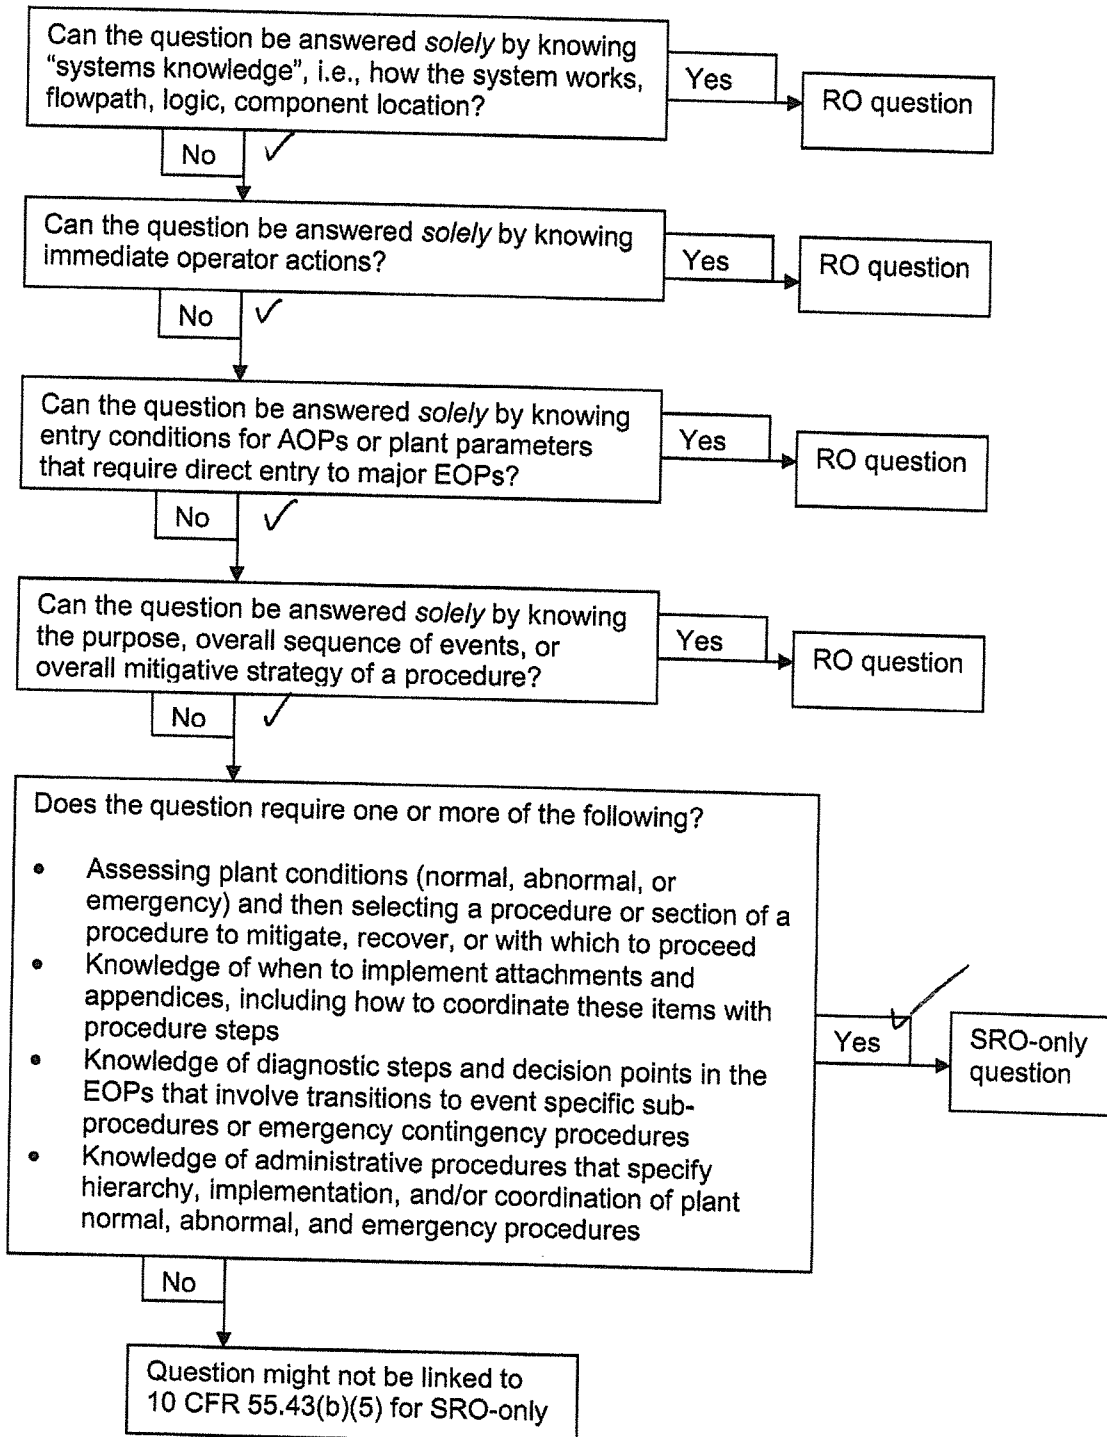 Can the question be answered solely by knowing
"systems knowledge", i.e., how the system works,
flowpath, logic, component location?
Yes
RO question
No
Can the question be answered solely by knowing
immediate operator actions?
Yes
RO question
No
Can the question be answered solely by knowing
entry conditions for AOPs or plant parameters
that require direct entry to major EOPs?
Yes
RO question
No
Can the question be answered solely by knowing
the purpose, overall sequence of events, or
overall mitigative strategy of a procedure?
Yes
RO question
No
Does the question require one or more of the following?
• Assessing plant conditions (normal, abnormal, or
emergency) and then selecting a procedure or section of a
procedure to mitigate, recover, or with which to proceed
• Knowledge of when to implement attachments and
appendices, including how to coordinate these items with
procedure steps
• Knowledge of diagnostic steps and decision points in the
EOPs that involve transitions to event specific sub-
procedures or emergency contingency procedures
• Knowledge of administrative procedures that specify
hierarchy, implementation, and/or coordination of plant
normal, abnormal, and emergency procedures
Yes
SRO-only
question
No
Question might not be linked to
10 CFR 55.43(b)(5) for SRO-only